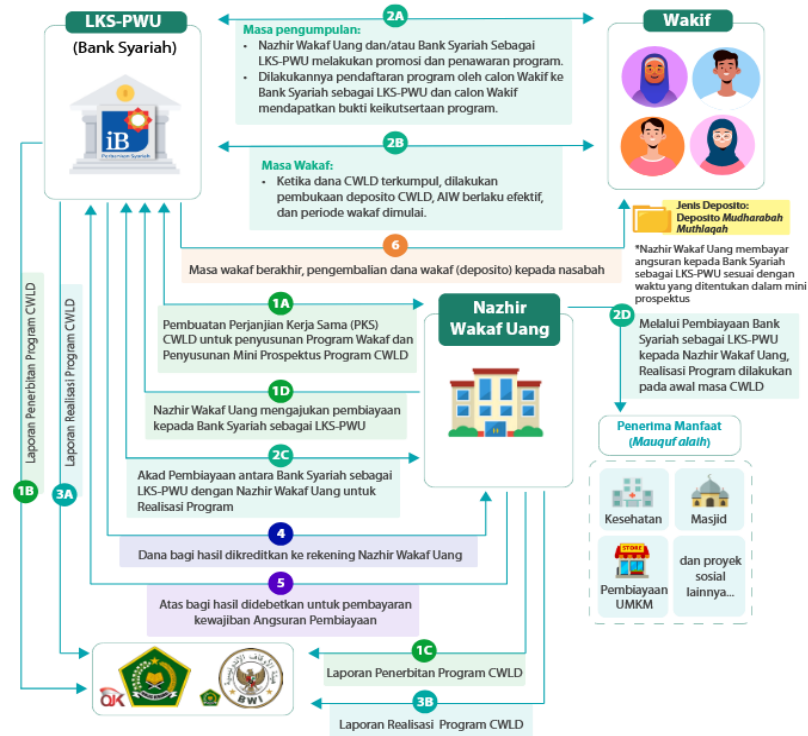 LKS-PWU
(Bank Syariah)
iB
Perbankan Syariah
2A
Masa pengumpulan:
• Nazhir Wakaf Uang dan/atau Bank Syariah Sebagai
LKS-PWU melakukan promosi dan penawaran program.
• Dilakukannya pendaftaran program oleh calon Wakif ke
Bank Syariah sebagai LKS-PWU dan calon Wakif
mendapatkan bukti keikutsertaan program.
Wakif
2B
Masa Wakaf:
• Ketika dana CWLD terkumpul, dilakukan
pembukaan deposito CWLD, AIW berlaku efektif,
dan periode wakaf dimulai.
Jenis Deposito:
Deposito Mudharabah
Muthlaqah
*Nazhir Wakaf Uang membayar
angsuran kepada Bank Syariah
sebagai LKS-PWU sesuai dengan
waktu yang ditentukan dalam mini
prospektus
6
Masa wakaf berakhir, pengembalian dana wakaf (deposito) kepada nasabah
1A
Pembuatan Perjanjian Kerja Sama (PKS)
CWLD untuk penyusunan Program Wakaf dan
Penyusunan Mini Prospektus Program CWLD
Nazhir
Wakaf Uang
2D
Melalui Pembiayaan Bank
Syariah sebagai LKS-PWU
kepada Nazhir Wakaf Uang,
Realisasi Program dilakukan
pada awal masa CWLD
1D
Nazhir Wakaf Uang mengajukan pembiayaan
kepada Bank Syariah sebagai LKS-PWU
2C
Akad Pembiayaan antara Bank Syariah sebagai
LKS-PWU dengan Nazhir Wakaf Uang untuk
Realisasi Program
Penerima Manfaat
(Mauquf alaih)
Kesehatan
Masjid
STORE
Pembiayaan
UMKM
dan proyek
sosial
lainnya...
4
Dana bagi hasil dikreditkan ke rekening Nazhir Wakaf Uang
5
Atas bagi hasil didebetkan untuk pembayaran
kewajiban Angsuran Pembiayaan
Laporan Penerbitan Program CWLD
1B
Laporan Realisasi Program CWLD
3A
1C
Laporan Penerbitan Program CWLD
3B
Laporan Realisasi Program CWLD
OJK
BWI